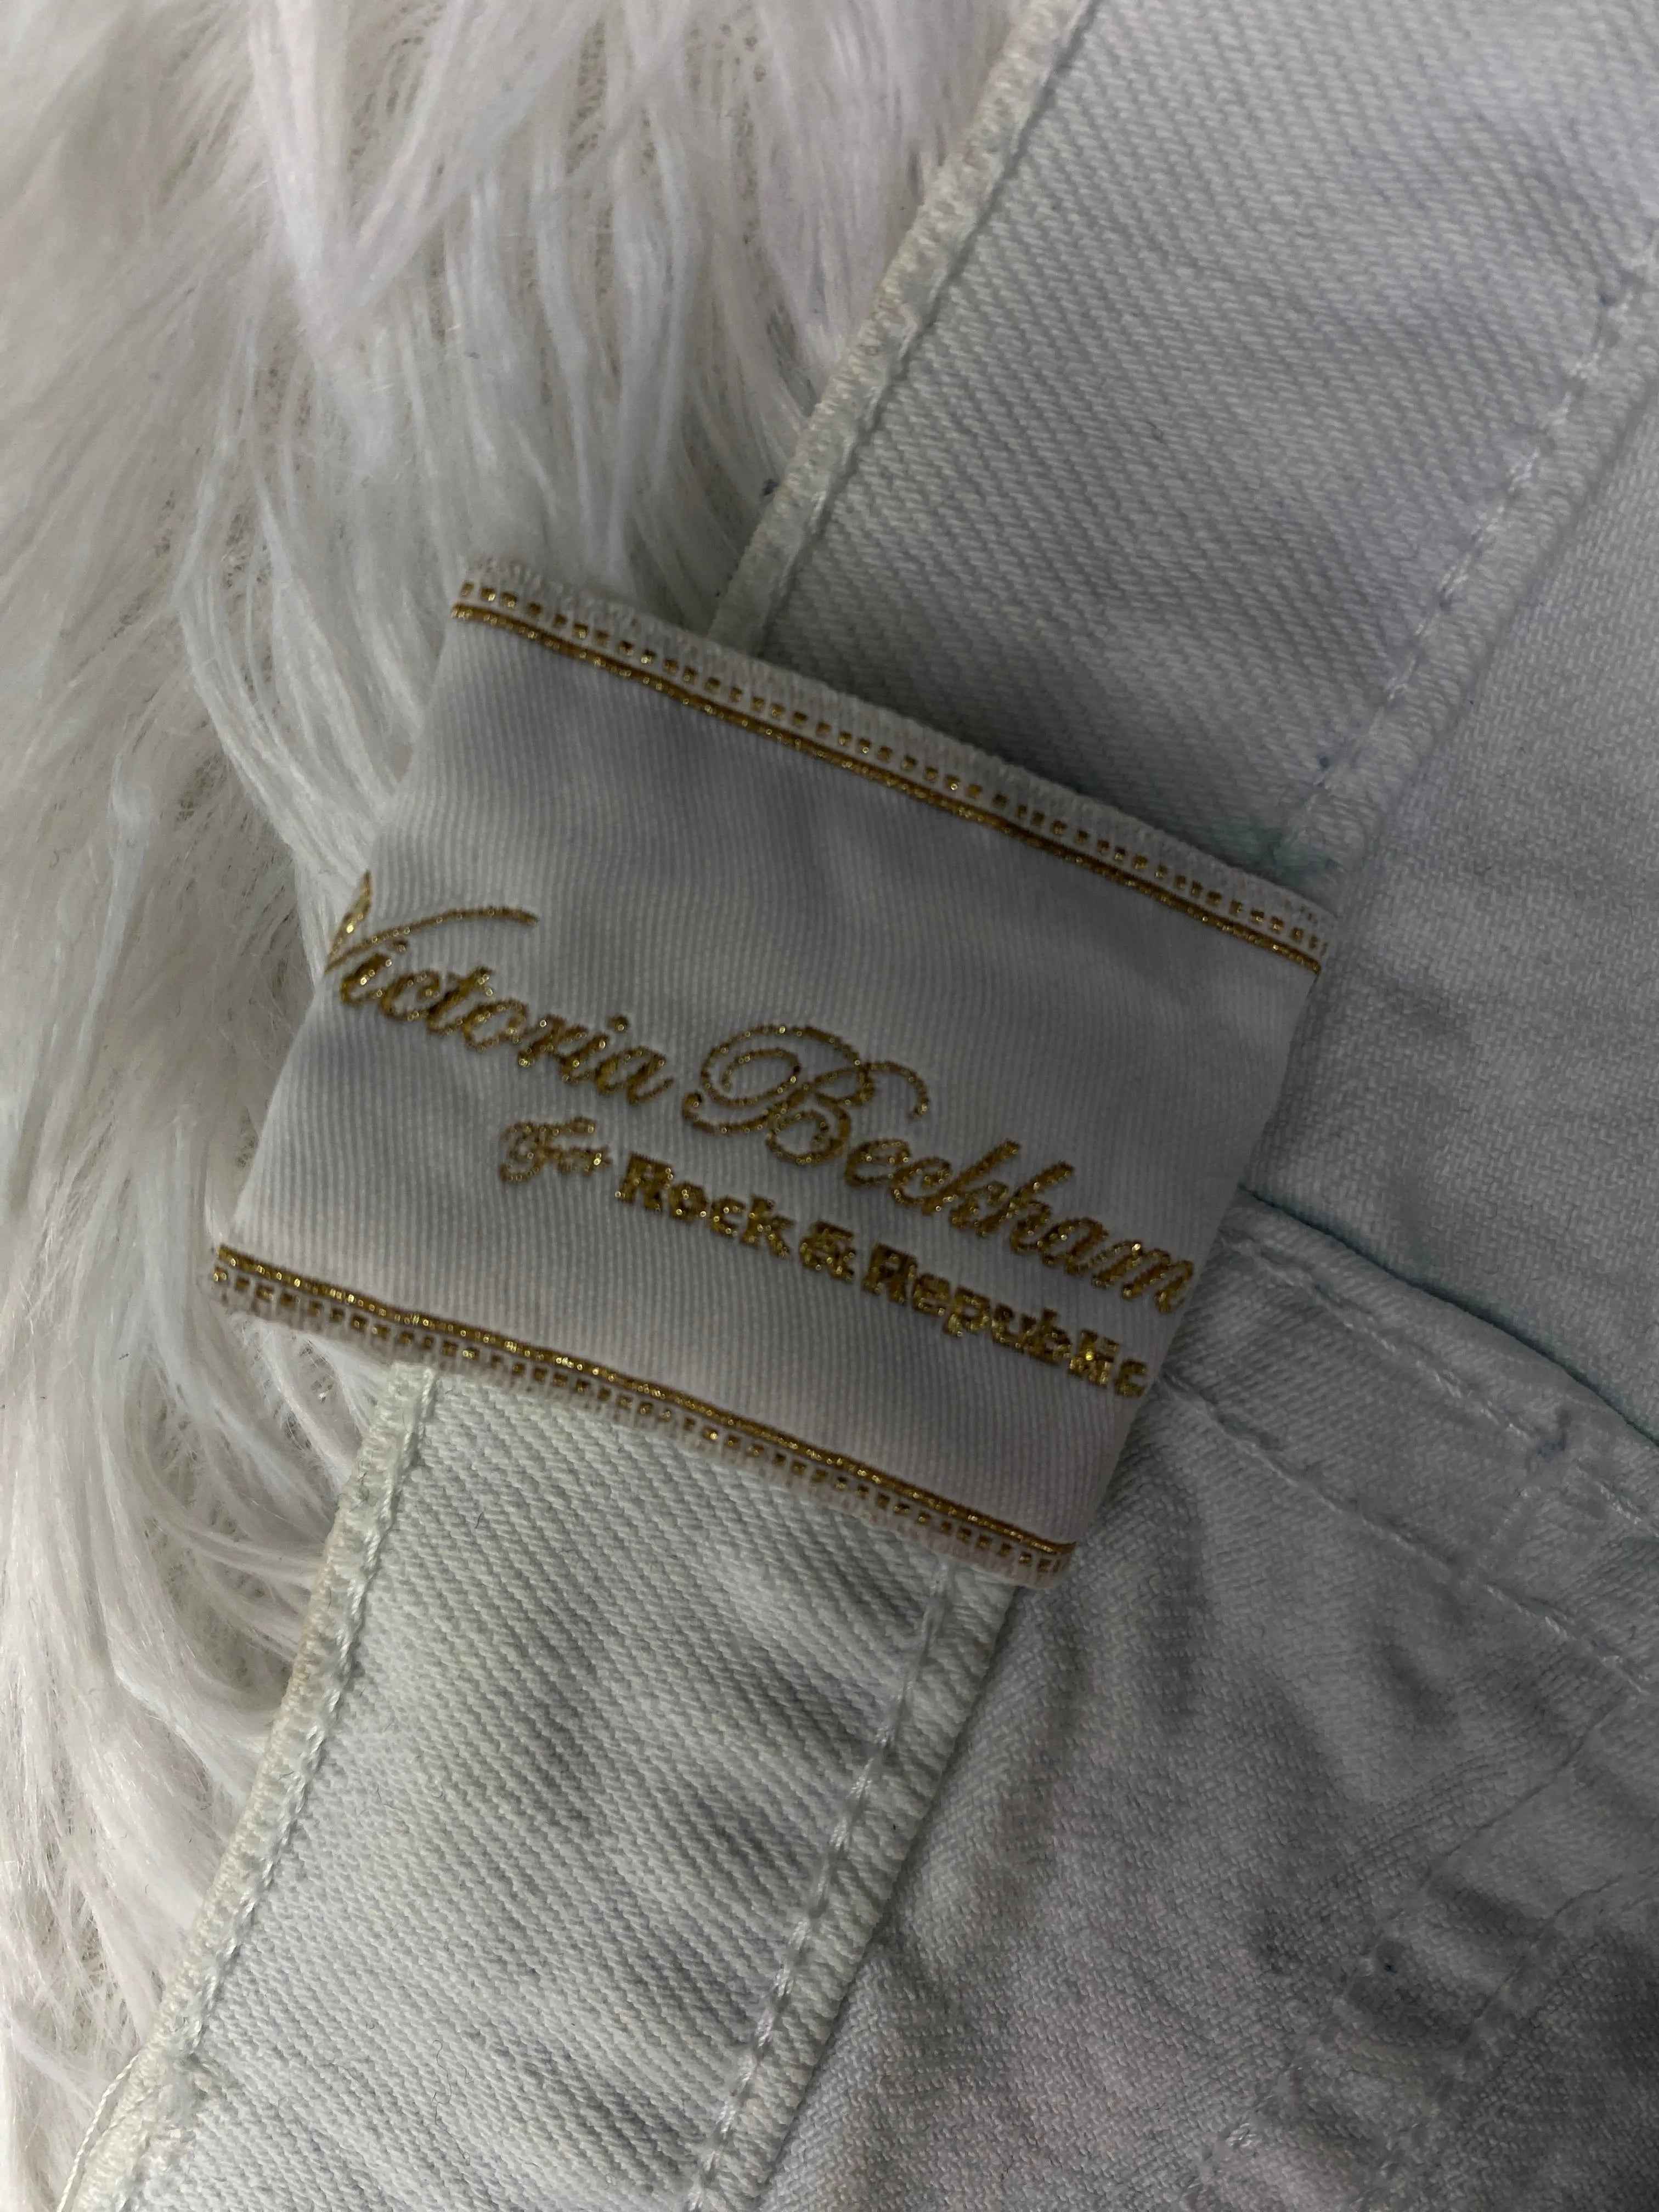 Victoria Beckham
for Rock & Republic